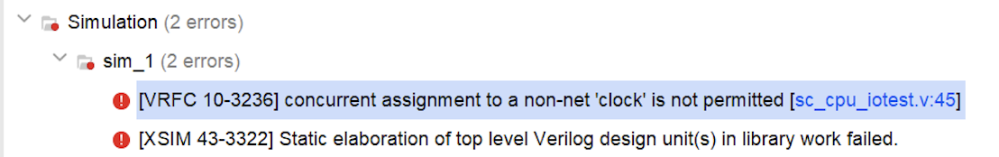 Simulation (2 errors)
sim_1 (2 errors)
[VRFC 10-3236] concurrent assignment to a non-net 'clock' is not permitted [sc_cpu_iotest.v:45]
[XSIM 43-3322] Static elaboration of top level Verilog design unit(s) in library work failed.